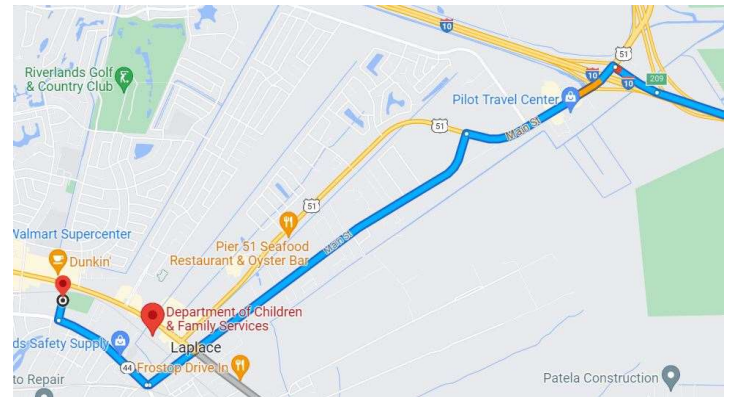 10
51
Riverlands Golf
& Country Club
10
209
10
Pilot Travel Center
51
Main St
51
Pier 51 Seafood
Restaurant & Oyster Bar
Main St
Walmart Supercenter
Dunkin'
Department of Children
& Family Services
ds Safety Supply
Laplace
44
Frostop Drive In
to Repair
Patela Construction